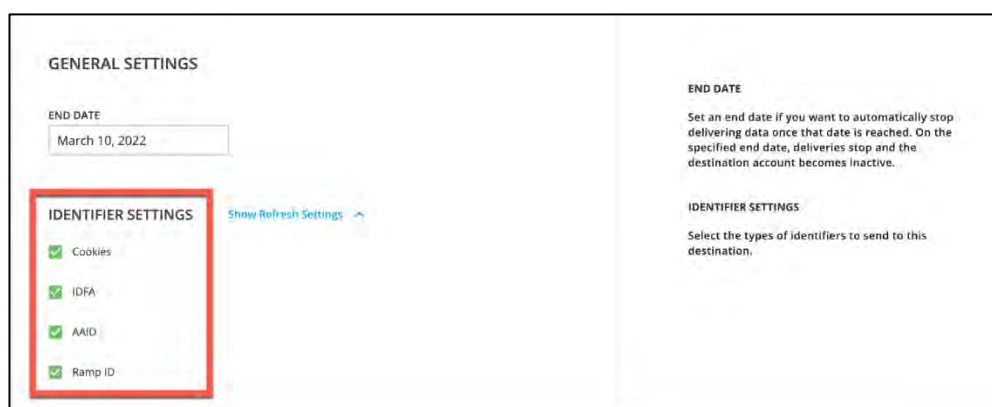 GENERAL SETTINGS
END DATE
March 10, 2022
IDENTIFIER SETTINGS
Show Refresh Settings
Cookies
IDFA
AAID
Ramp ID
END DATE
Set an end date if you want to automatically stop
delivering data once that date is reached. On the
specified end date, deliveries stop and the
destination account becomes inactive.
IDENTIFIER SETTINGS
Select the types of identifiers to send to this
destination.